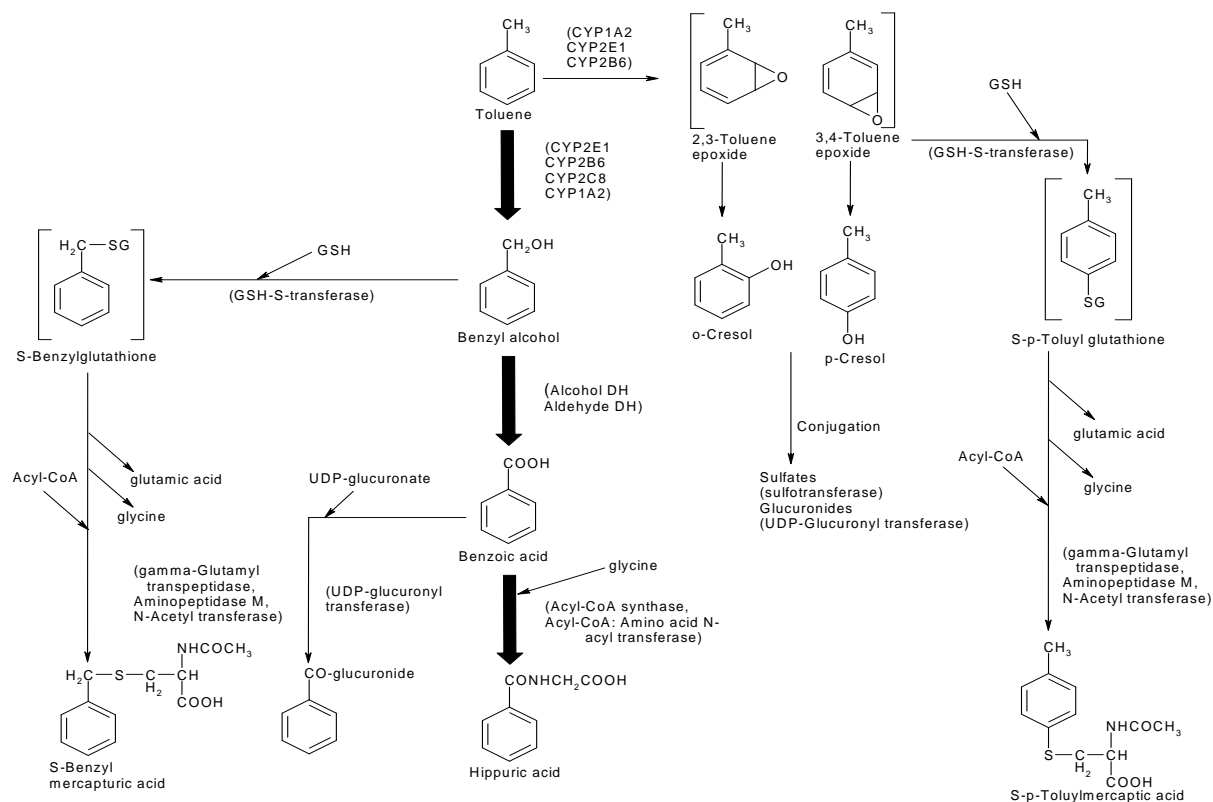 CH3
Toluene
(CYP1A2
CYP2E1
CYP2B6)
CH3
O
2,3-Toluene
epoxide
CH3
O
3,4-Toluene
epoxide
GSH
(GSH-S-transferase)
(CYP2E1
CYP2B6
CYP2C8
CYP1A2)
H2C—SG
S-Benzylglutathione
GSH
(GSH-S-transferase)
CH2OH
Benzyl alcohol
CH3
OH
o-Cresol
CH3
OH
p-Cresol
CH3
SG
S-p-Toluyl glutathione
(Alcohol DH
Aldehyde DH)
Conjugation
Sulfates
(sulfotransferase)
Glucuronides
(UDP-Glucuronyl transferase)
glutamic acid
Acyl-CoA
glycine
(gamma-Glutamyl
transpeptidase,
Aminopeptidase M,
N-Acetyl transferase)
UDP-glucuronate
(UDP-glucuronyl
transferase)
COOH
Benzoic acid
glycine
(Acyl-CoA synthase,
Acyl-CoA: Amino acid N-
acyl transferase)
glutamic acid
Acyl-CoA
glycine
(gamma-Glutamyl
transpeptidase,
Aminopeptidase M,
N-Acetyl transferase)
NHCOCH3
H2C—S—C—CH
H2
COOH
S-Benzyl
mercapturic acid
CO-glucuronide
CONHCH2COOH
Hippuric acid
CH3
NHCOCH3
S—C—CH
H2
COOH
S-p-Toluylmercaptic acid